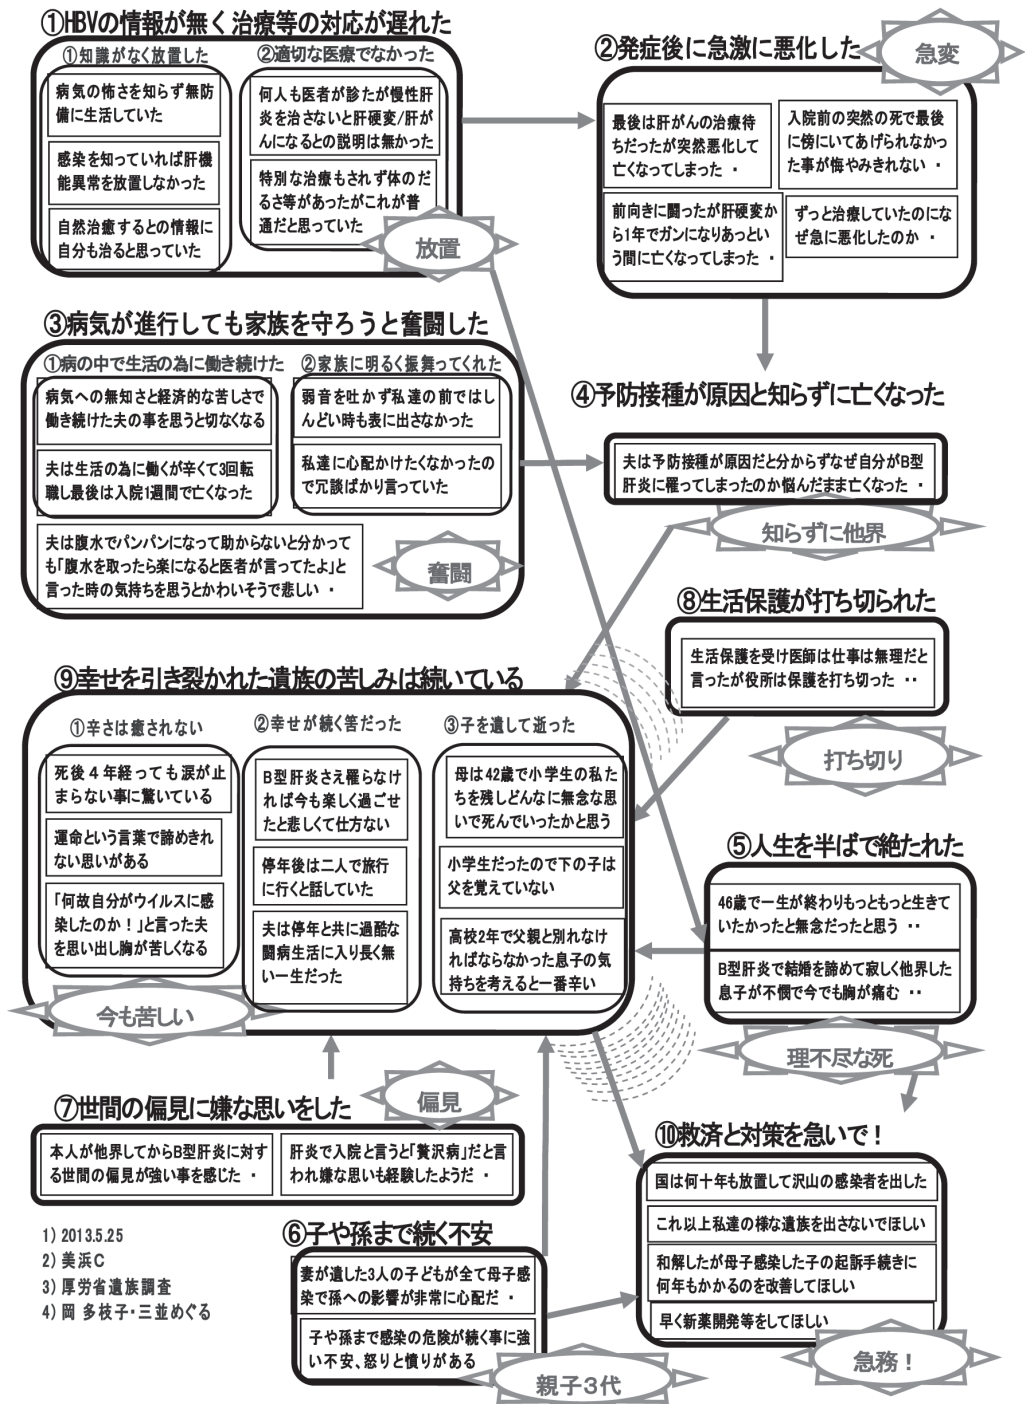 ①HBVの情報が無く治療等の対応が遅れた
①知識がなく放置した
病気の怖さを知らず無防
備に生活していた
感染を知っていれば肝機
能異常を放置しなかった
自然治癒するとの情報に
自分も治ると思っていた
②適切な医療でなかった
何人も医者が診たが慢性肝
炎を治さないと肝硬変/肝が
んになるとの説明は無かった
特別な治療もされず体のだ
るさ等があったがこれが普
通だと思っていた
放置
②発症後に急激に悪化した
急変
最後は肝がんの治療待
ちだったが突然悪化して
亡くなってしまった ・
入院前の突然の死で最後
に傍にいてあげられなかっ
た事が悔やみきれない ・
前向きに闘ったが肝硬変か
ら1年でガンになりあっとい
う間に亡くなってしまった ・
ずっと治療していたのにな
ぜ急に悪化したのか ・
③病気が進行しても家族を守ろうと奮闘した
①病の中で生活の為に働き続けた
病気への無知さと経済的な苦しさで
働き続けた夫の事を思うと切なくなる
夫は生活の為に働くが辛くて3回転
職し最後は入院1週間で亡くなった
②家族に明るく振舞ってくれた
弱音を吐かず私達の前ではし
んどい時も表に出さなかった
私達に心配かけたくなかったの
で冗談ばかり言っていた
夫は腹水でパンパンになって助からないと分かって
も「腹水を取ったら楽になると医者が言ってたよ」と
言った時の気持ちを思うとかわいそうで悲しい ・
奮闘
④予防接種が原因と知らずに亡くなった
夫は予防接種が原因だと分からずなぜ自分がB型
肝炎に罹ってしまったのか悩んだまま亡くなった ・
知らずに他界
⑧生活保護が打ち切られた
生活保護を受け医師は仕事は無理だと
言ったが役所は保護を打ち切った ・・
打ち切り
⑨幸せを引き裂かれた遺族の苦しみは続いている
①辛さは癒されない
死後４年経っても涙が止
まらない事に驚いている
運命という言葉で諦めきれ
ない思いがある
「何故自分がウイルスに感
染したのか！」と言った夫
を思い出し胸が苦しくなる
②幸せが続く筈だった
B型肝炎さえ罹らなけ
れば今も楽しく過ごせ
たと悲しくて仕方ない
停年後は二人で旅行
に行くと話していた
夫は停年と共に過酷な
闘病生活に入り長く無
い一生だった
③子を遺して逝った
母は42歳で小学生の私た
ちを残しどんなに無念な思
いで死んでいったかと思う
小学生だったので下の子は
父を覚えていない
高校2年で父親と別れなけ
ればならなかった息子の気
持ちを考えると一番辛い
今も苦しい
⑤人生を半ばで絶たれた
46歳で一生が終わりもっともっと生きて
いたかったと無念だったと思う ・・
B型肝炎で結婚を諦めて寂しく他界した
息子が不憫で今でも胸が痛む ・・
理不尽な死
⑦世間の偏見に嫌な思いをした
偏見
本人が他界してからB型肝炎に対す
る世間の偏見が強い事を感じた ・
肝炎で入院と言うと「贅沢病」だと言
われ嫌な思いも経験したようだ ・
⑩救済と対策を急いで！
国は何十年も放置して沢山の感染者を出した
これ以上私達の様な遺族を出さないでほしい
和解したが母子感染した子の起訴手続きに
何年もかかるのを改善してほしい
早く新薬開発等をしてほしい
急務！
⑥子や孫まで続く不安
妻が遺した3人の子どもが全て母子感
染で孫への影響が非常に心配だ ・
子や孫まで感染の危険が続く事に強
い不安、怒りと憤りがある
親子３代
1) 2013.5.25
2) 美浜C
3) 厚労省遺族調査
4) 岡 多枝子・三並めぐる